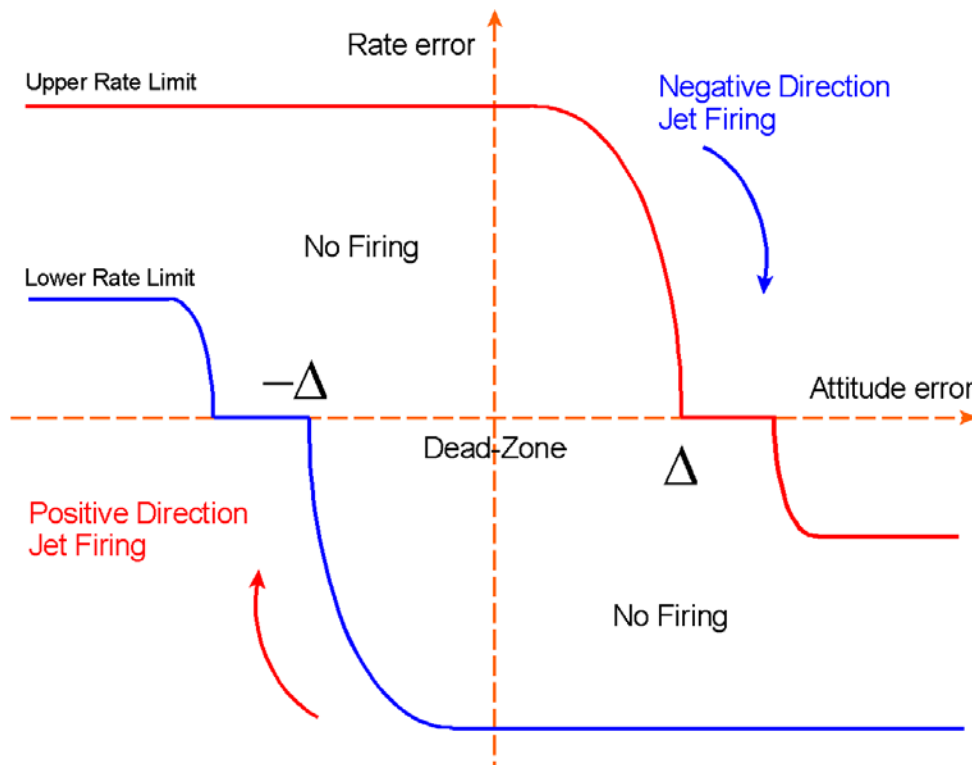 Rate error
Upper Rate Limit
Negative Direction
Jet Firing
No Firing
Lower Rate Limit
−Δ
Attitude error
Dead-Zone
Δ
Positive Direction
Jet Firing
No Firing